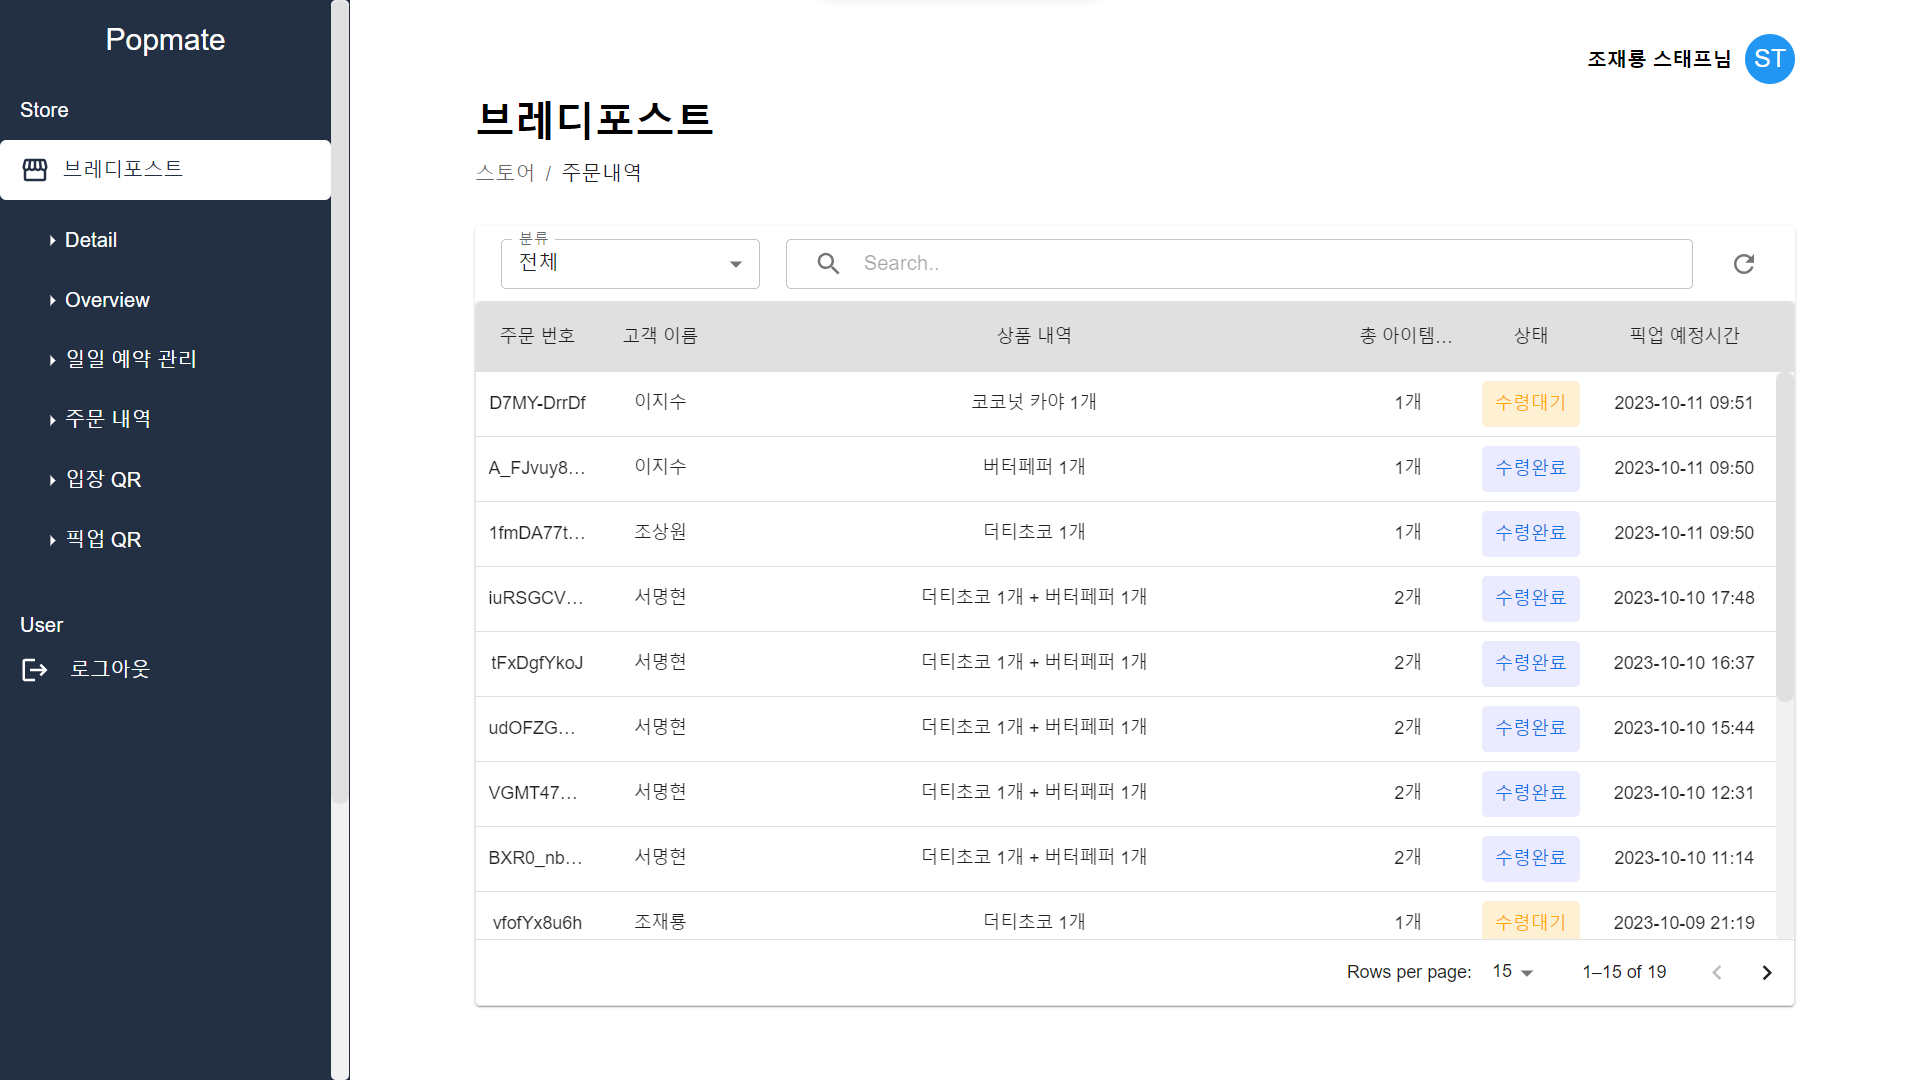 Popmate
Store
브레디포스트
Detail
Overview
일일 예약 관리
주문 내역
입장 QR
픽업 QR
User
로그아웃
조재룡 스태프님 ST
브레디포스트
스토어 / 주문내역
분류
전체
Search..
주문 번호 고객 이름 상품 내역 총 아이템... 상태 픽업 예정시간
D7MY-DrrDf 이지수 코코넛 카야 1개 1개 수령대기 2023-10-11 09:51
A_FJvuy8... 이지수 버터페퍼 1개 1개 수령완료 2023-10-11 09:50
1fmDA77t... 조상원 더티초코 1개 1개 수령완료 2023-10-11 09:50
iuRSGCV... 서명현 더티초코 1개 + 버터페퍼 1개 2개 수령완료 2023-10-10 17:48
tFxDgfYkoJ 서명현 더티초코 1개 + 버터페퍼 1개 2개 수령완료 2023-10-10 16:37
udOFZG... 서명현 더티초코 1개 + 버터페퍼 1개 2개 수령완료 2023-10-10 15:44
VGMT47... 서명현 더티초코 1개 + 버터페퍼 1개 2개 수령완료 2023-10-10 12:31
BXR0_nb... 서명현 더티초코 1개 + 버터페퍼 1개 2개 수령완료 2023-10-10 11:14
vfofYx8u6h 조재룡 더티초코 1개 1개 수령대기 2023-10-09 21:19
Rows per page: 15 1–15 of 19